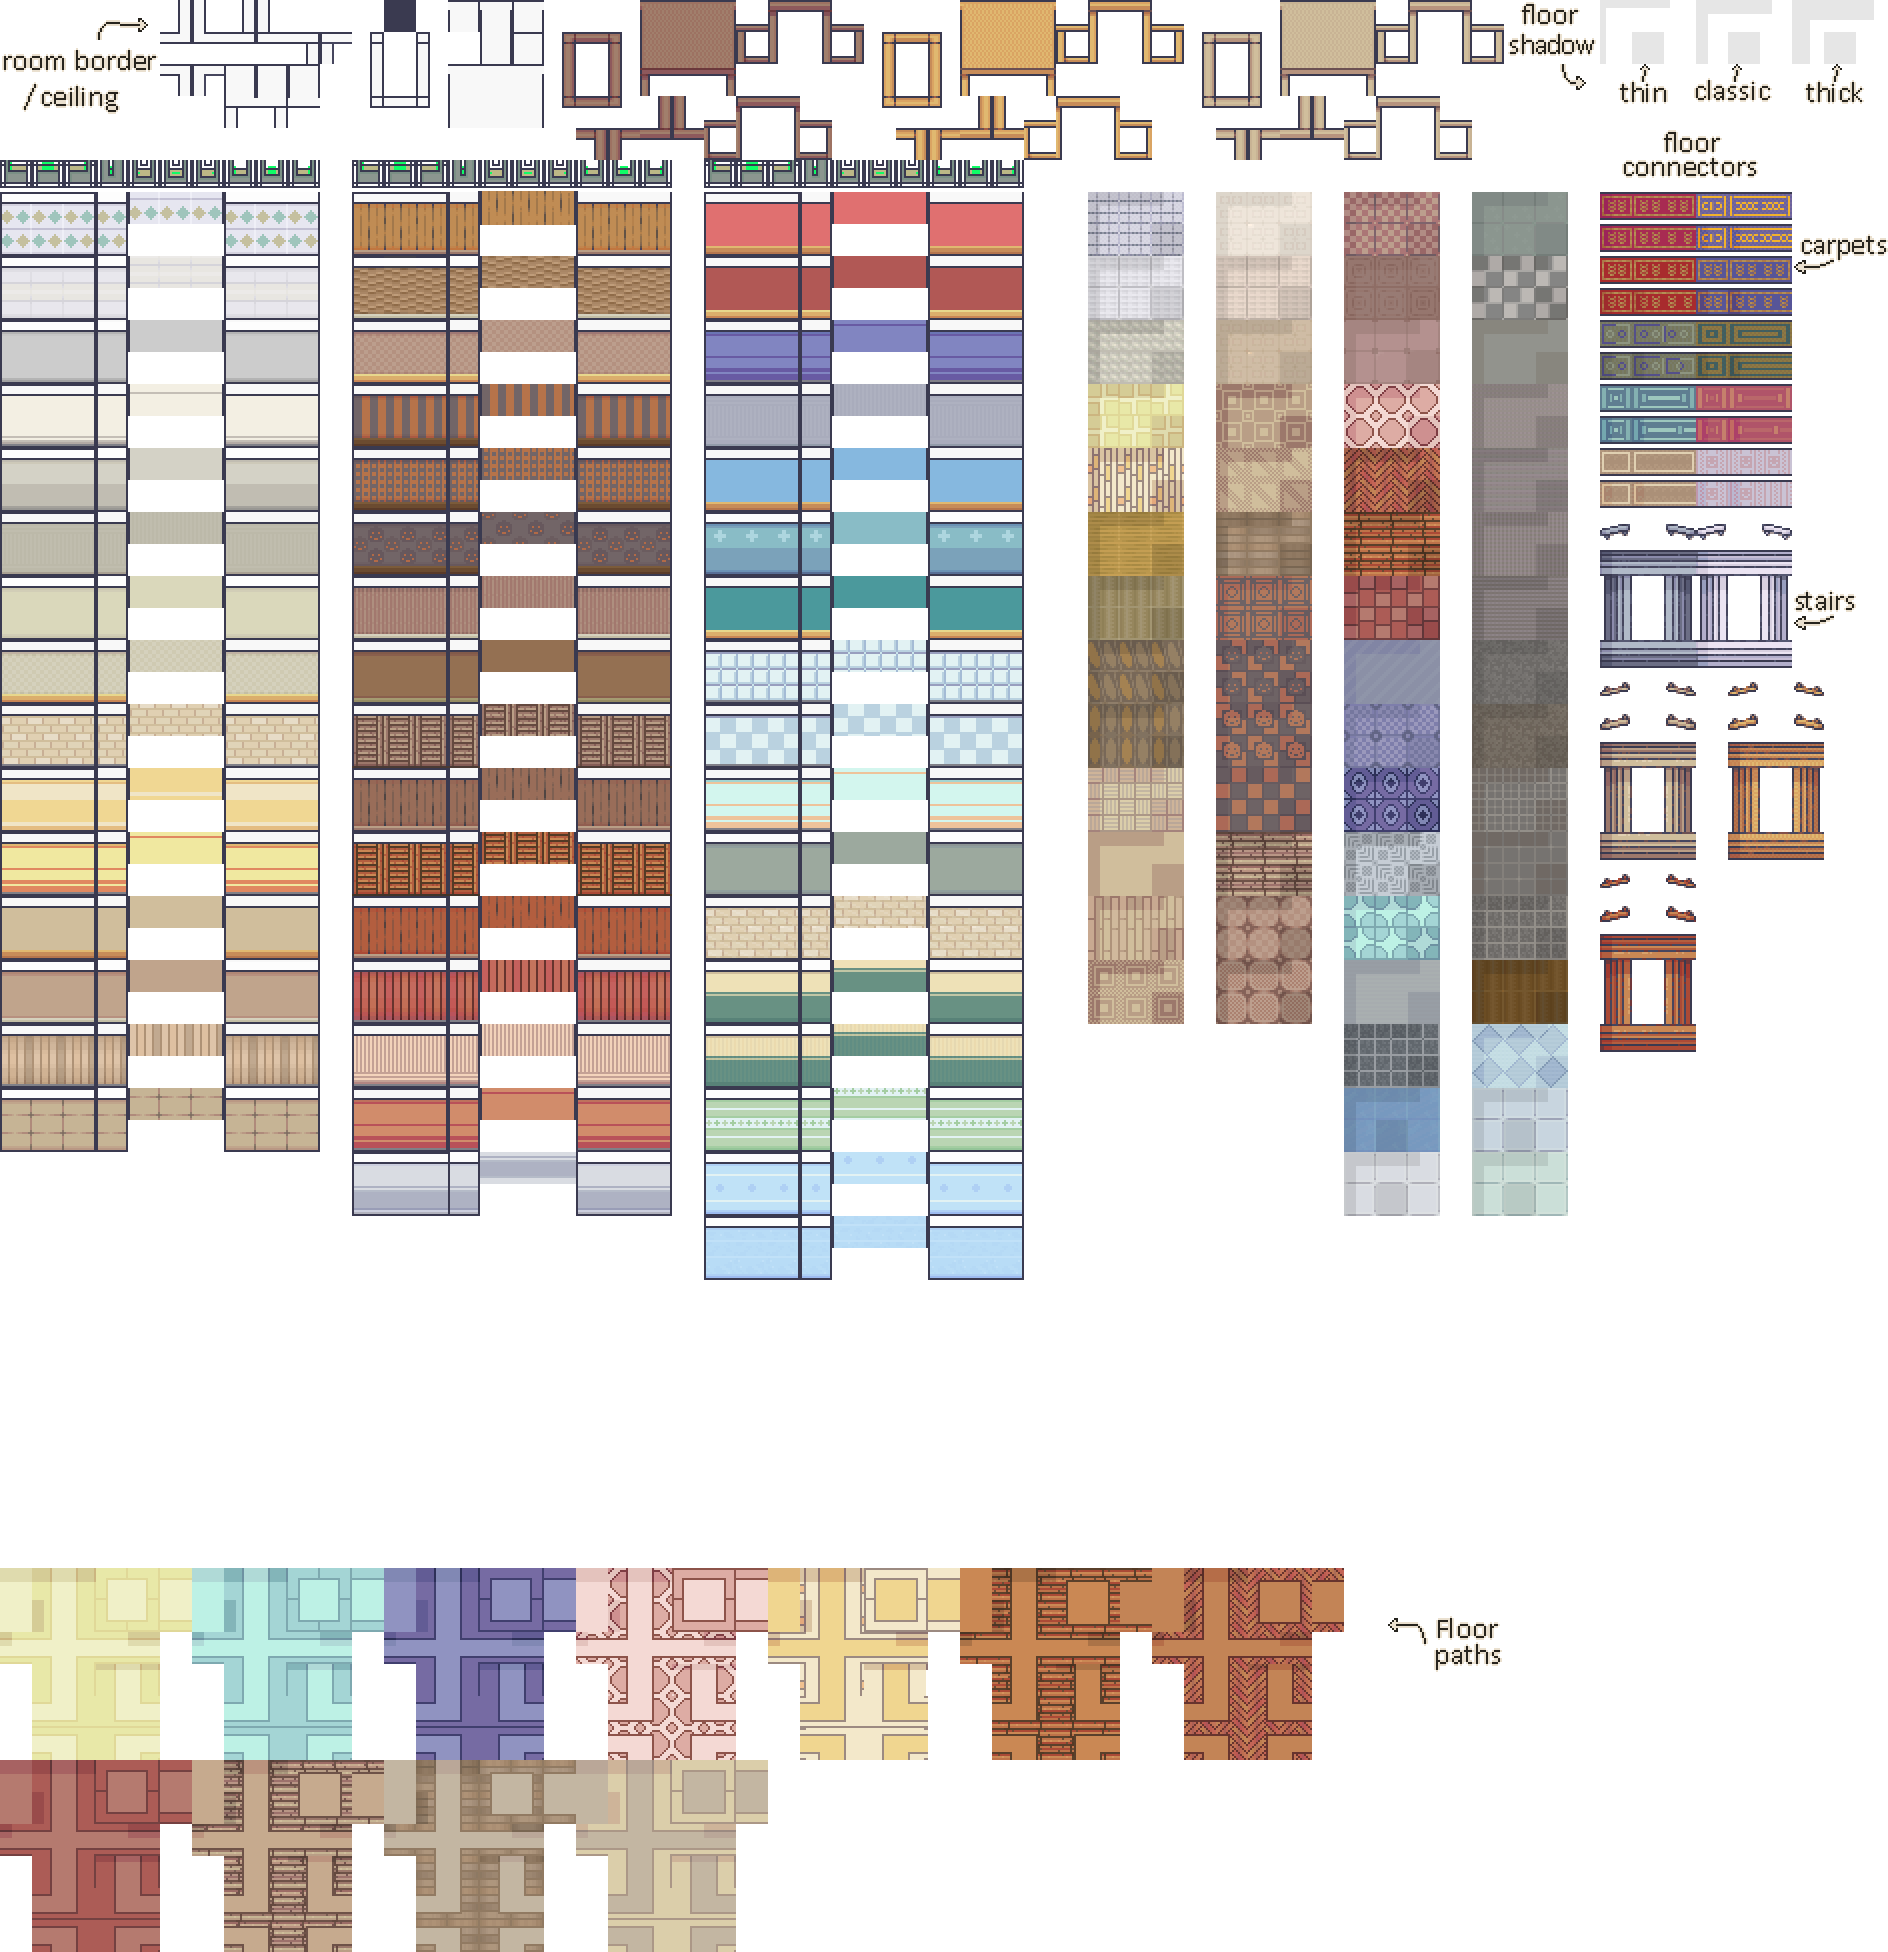 room border
/ceiling
floor
shadow
thin
classic
thick
floor
connectors
carpets
stairs
Floor
paths